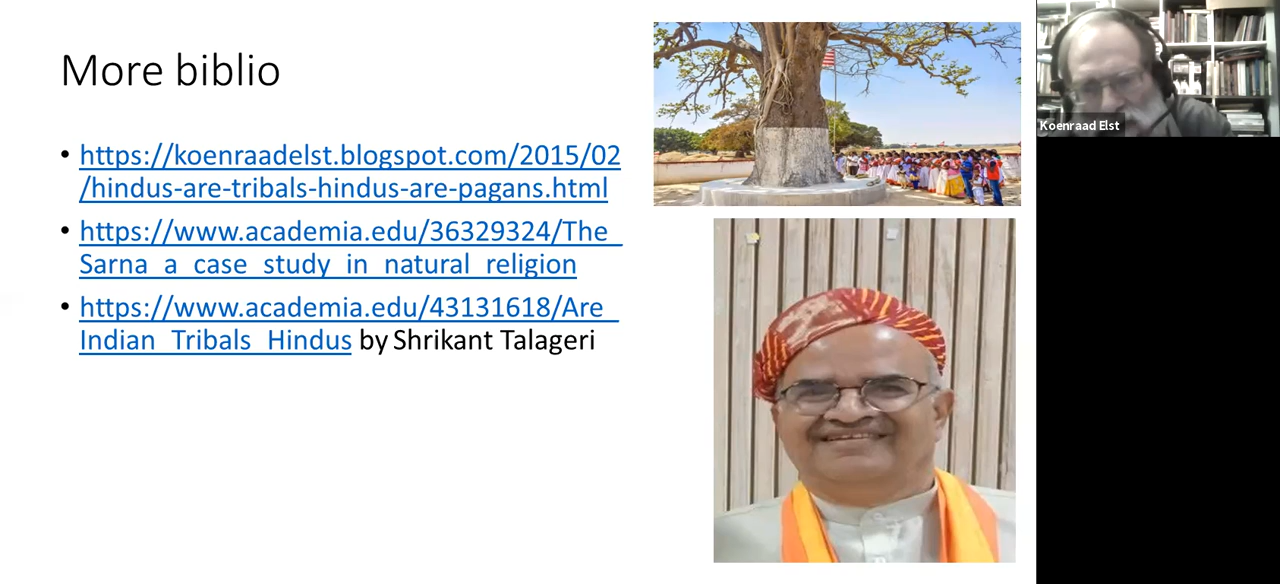 More biblio
• https://koenraadelst.blogspot.com/2015/02
/hindus-are-tribals-hindus-are-pagans.html
• https://www.academia.edu/36329324/The_
Sarna_a_case_study_in_natural_religion
• https://www.academia.edu/43131618/Are_
Indian_Tribals_Hindus by Shrikant Talageri
Koenraad Elst